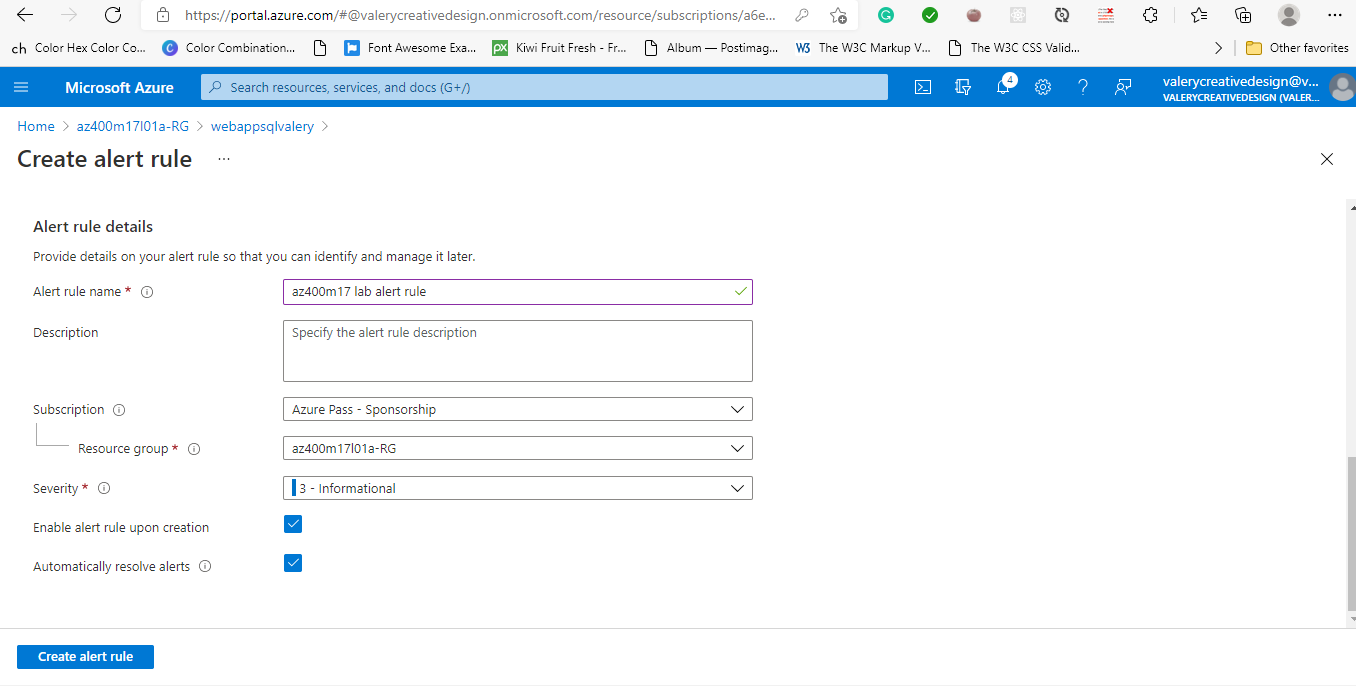 https://portal.azure.com/#@valerycreativedesign.onmicrosoft.com/resource/subscriptions/a6e...
ch Color Hex Color Co... Color Combination... Font Awesome Exa... Kiwi Fruit Fresh - Fr... Album — Postimag... W3 The W3C Markup V... The W3C CSS Valid... Other favorites
Microsoft Azure Search resources, services, and docs (G+/) 4 valerycreativedesign@v...
VALERYCREATIVEDESIGN (VALER...
Home > az400m17l01a-RG > webappsqlvalery >
Create alert rule ...
Alert rule details
Provide details on your alert rule so that you can identify and manage it later.
Alert rule name * az400m17 lab alert rule
Description Specify the alert rule description
Subscription Azure Pass - Sponsorship
Resource group * az400m17l01a-RG
Severity * 3 - Informational
Enable alert rule upon creation
Automatically resolve alerts
Create alert rule